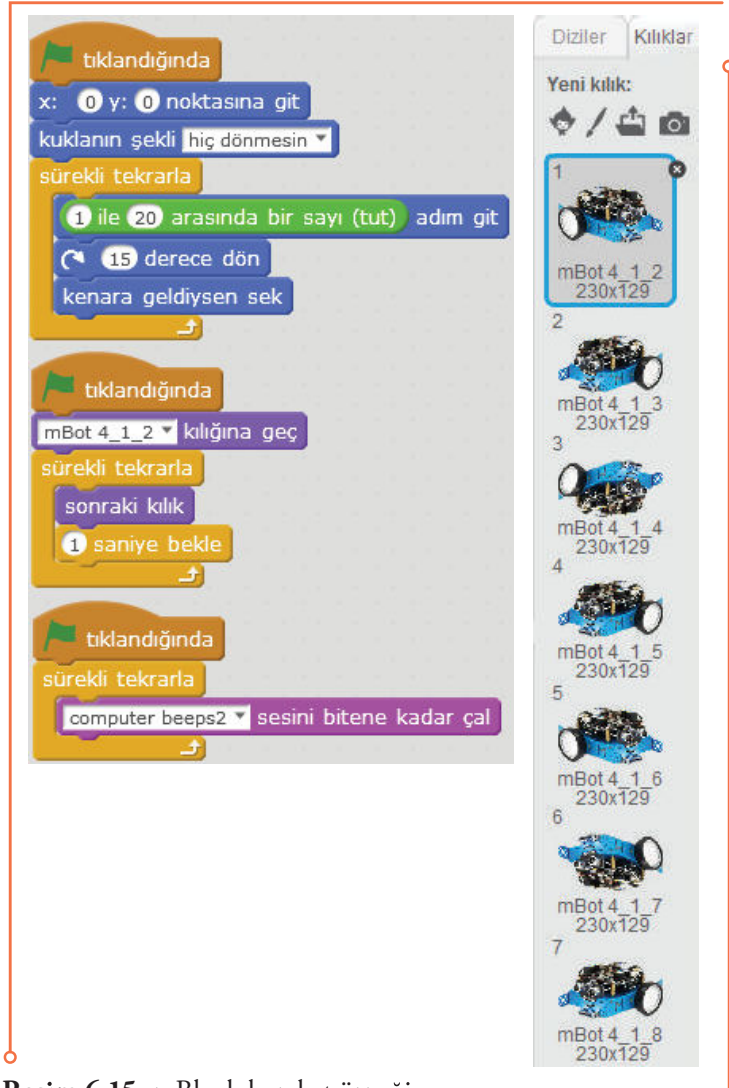 tıklandığında
x: 0 y: 0 noktasına git
kuklanın şekli hiç dönmesin
sürekli tekrarla
1 ile 20 arasında bir sayı (tut) adım git
15 derece dön
kenara geldiysen sek
tıklandığında
mBot 4_1_2 kılığına geç
sürekli tekrarla
sonraki kılık
1 saniye bekle
tıklandığında
sürekli tekrarla
computer beeps2 sesini bitene kadar çal
Diziler Kılıklar
Yeni kılık:
1
mBot 4_1_2
230x129
2
mBot 4_1_3
230x129
3
mBot 4_1_4
230x129
4
mBot 4_1_5
230x129
5
mBot 4_1_6
230x129
6
mBot 4_1_7
230x129
7
mBot 4_1_8
230x129